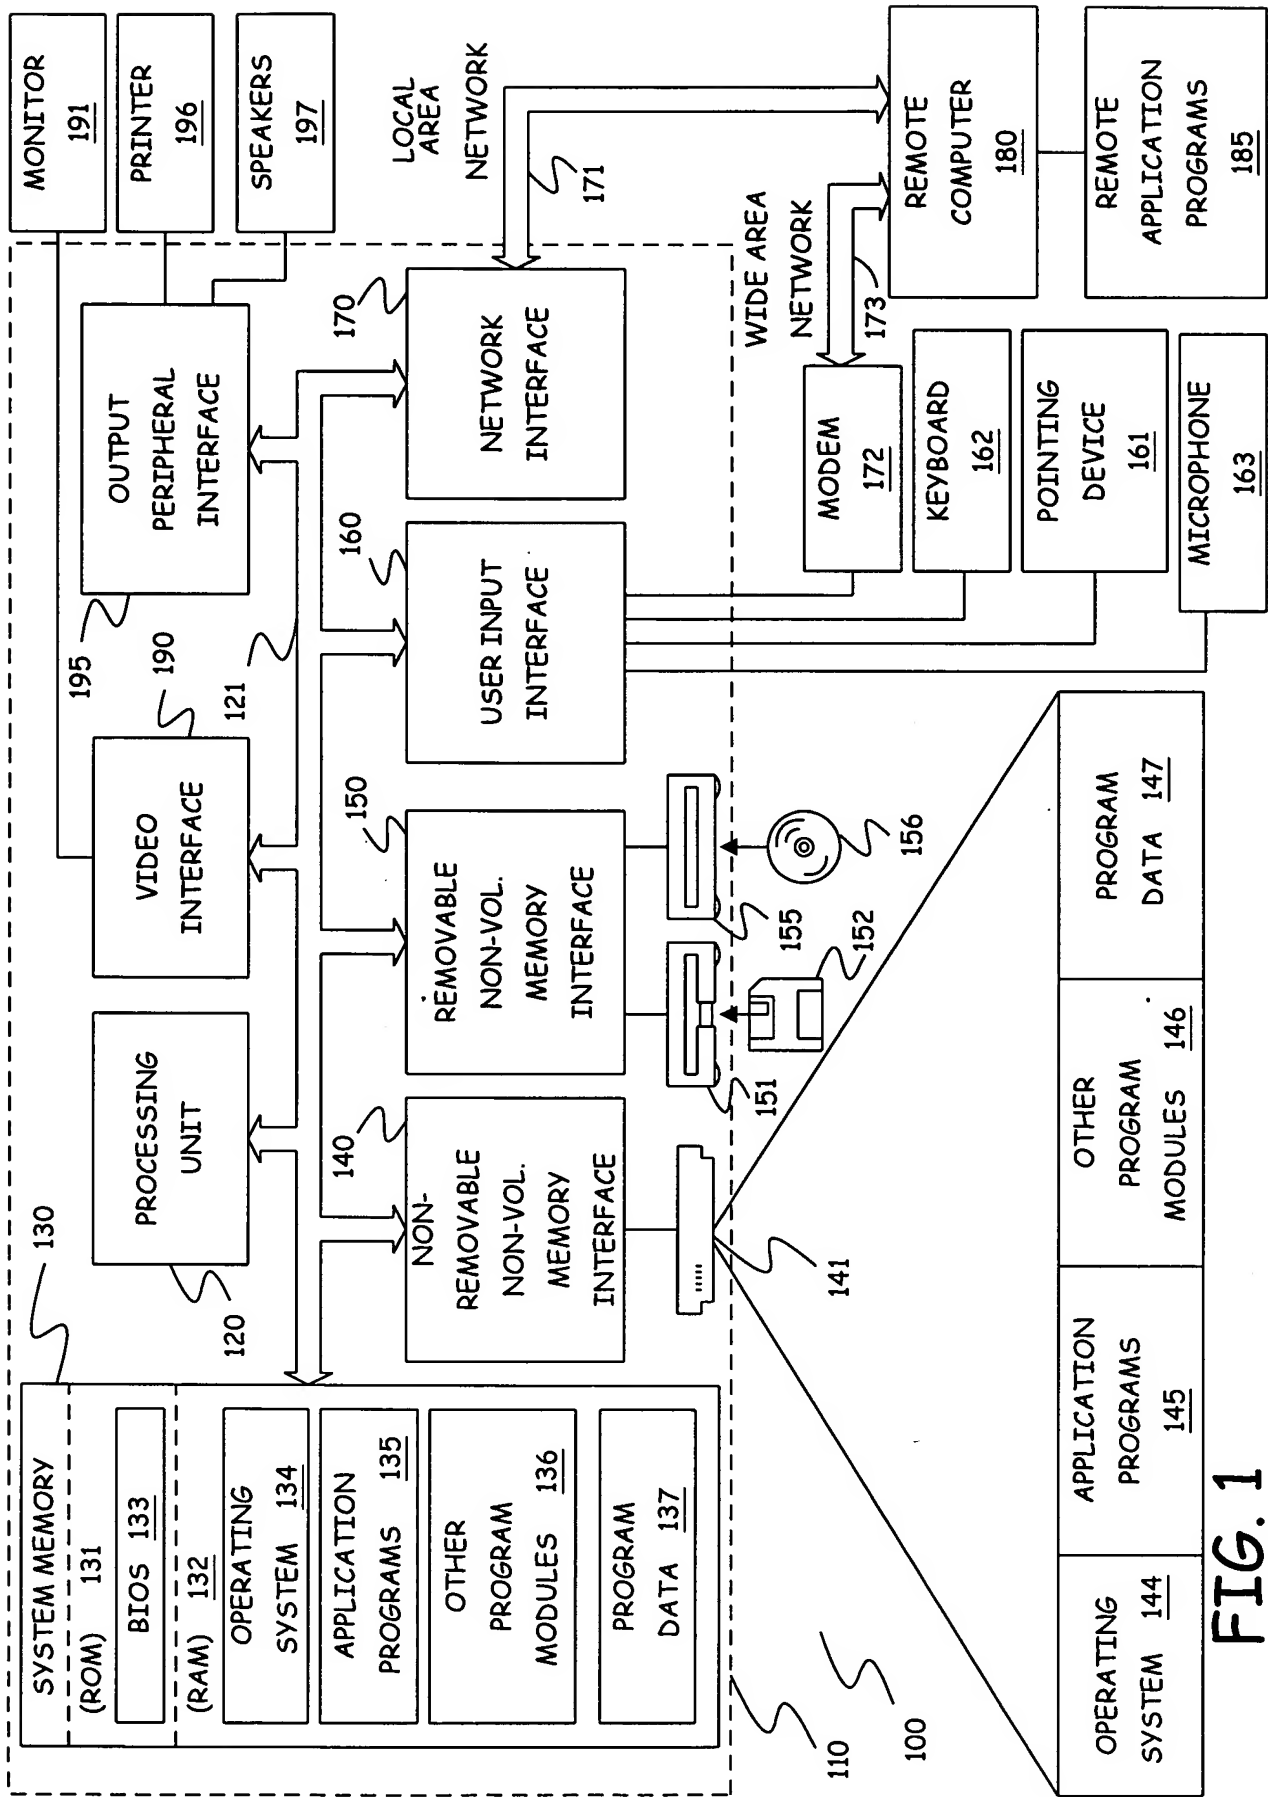 SYSTEM MEMORY
130
(ROM) 131
BIOS 133
(RAM) 132
OPERATING
SYSTEM 134
APPLICATION
PROGRAMS 135
OTHER
PROGRAM
MODULES 136
PROGRAM
DATA 137
PROCESSING
UNIT
120
VIDEO
INTERFACE
190
121
OUTPUT
PERIPHERAL
INTERFACE
195
MONITOR
191
PRINTER
196
SPEAKERS
197
NON-
REMOVABLE
NON-VOL.
MEMORY
INTERFACE
140
REMOVABLE
NON-VOL.
MEMORY
INTERFACE
150
USER INPUT
INTERFACE
160
NETWORK
INTERFACE
170
LOCAL
AREA
NETWORK
171
141
151
152
155
156
WIDE AREA
NETWORK
173
MODEM
172
KEYBOARD
162
POINTING
DEVICE
161
MICROPHONE
163
REMOTE
COMPUTER
180
REMOTE
APPLICATION
PROGRAMS
185
110
100
OPERATING
SYSTEM 144
APPLICATION
PROGRAMS
145
OTHER
PROGRAM
MODULES 146
PROGRAM
DATA 147
FIG. 1